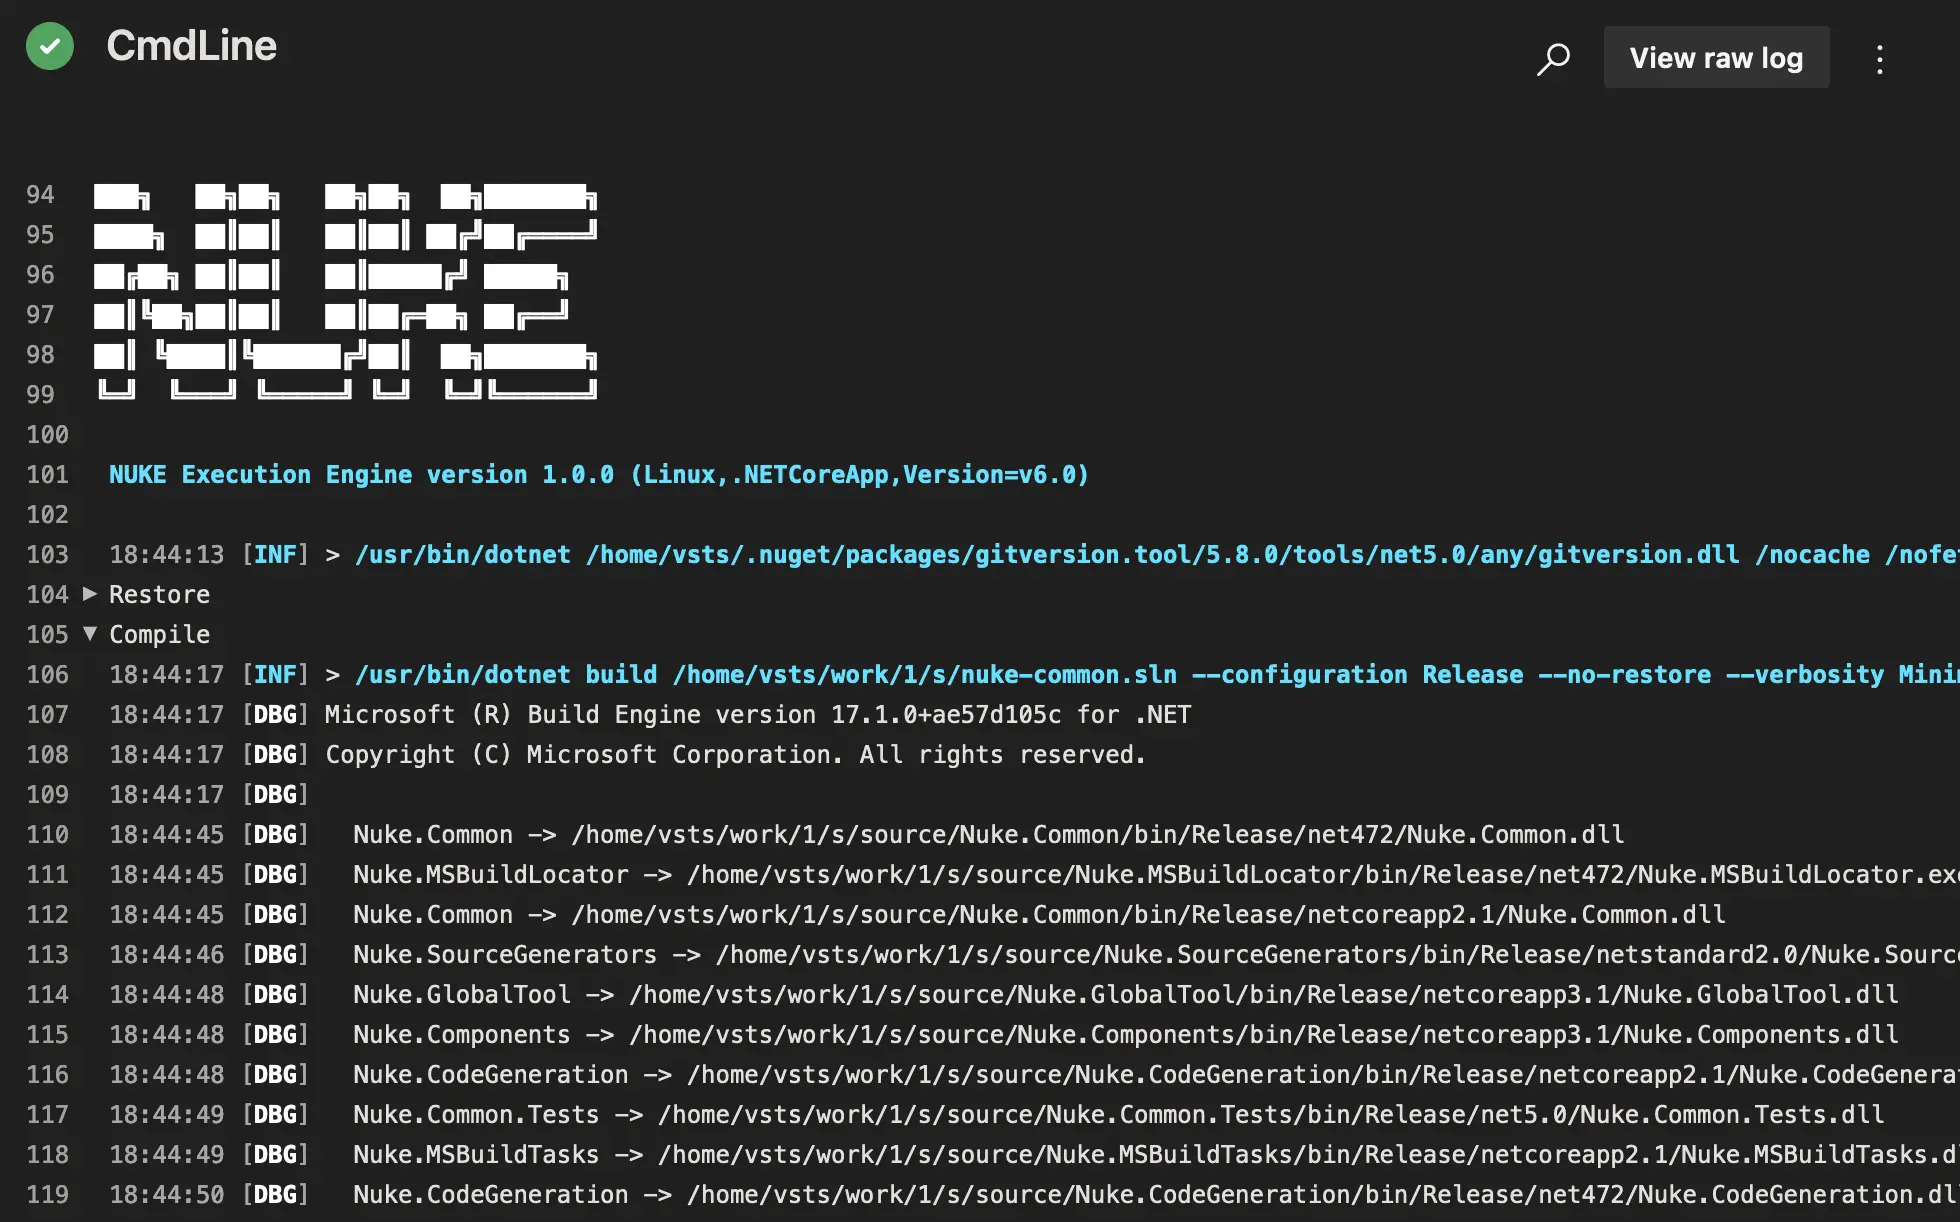 CmdLine
View raw log
94 ███╗   ██╗██╗   ██╗██╗  ██╗███████╗
95 ████╗  ██║██║   ██║██║ ██╔╝██╔════╝
96 ██╔██╗ ██║██║   ██║█████╔╝ █████╗
97 ██║╚██╗██║██║   ██║██╔═██╗ ██╔══╝
98 ██║ ╚████║╚██████╔╝██║  ██╗███████╗
99 ╚═╝  ╚═══╝ ╚═════╝ ╚═╝  ╚═╝╚══════╝
100
101 NUKE Execution Engine version 1.0.0 (Linux,.NETCoreApp,Version=v6.0)
102
103 18:44:13 [INF] > /usr/bin/dotnet /home/vsts/.nuget/packages/gitversion.tool/5.8.0/tools/net5.0/any/gitversion.dll /nocache /nofe
104 ▶ Restore
105 ▼ Compile
106 18:44:17 [INF] > /usr/bin/dotnet build /home/vsts/work/1/s/nuke-common.sln --configuration Release --no-restore --verbosity Mini
107 18:44:17 [DBG] Microsoft (R) Build Engine version 17.1.0+ae57d105c for .NET
108 18:44:17 [DBG] Copyright (C) Microsoft Corporation. All rights reserved.
109 18:44:17 [DBG]
110 18:44:45 [DBG]   Nuke.Common -> /home/vsts/work/1/s/source/Nuke.Common/bin/Release/net472/Nuke.Common.dll
111 18:44:45 [DBG]   Nuke.MSBuildLocator -> /home/vsts/work/1/s/source/Nuke.MSBuildLocator/bin/Release/net472/Nuke.MSBuildLocator.exe
112 18:44:45 [DBG]   Nuke.Common -> /home/vsts/work/1/s/source/Nuke.Common/bin/Release/netcoreapp2.1/Nuke.Common.dll
113 18:44:46 [DBG]   Nuke.SourceGenerators -> /home/vsts/work/1/s/source/Nuke.SourceGenerators/bin/Release/netstandard2.0/Nuke.Source
114 18:44:48 [DBG]   Nuke.GlobalTool -> /home/vsts/work/1/s/source/Nuke.GlobalTool/bin/Release/netcoreapp3.1/Nuke.GlobalTool.dll
115 18:44:48 [DBG]   Nuke.Components -> /home/vsts/work/1/s/source/Nuke.Components/bin/Release/netcoreapp3.1/Nuke.Components.dll
116 18:44:48 [DBG]   Nuke.CodeGeneration -> /home/vsts/work/1/s/source/Nuke.CodeGeneration/bin/Release/netcoreapp2.1/Nuke.CodeGenerat
117 18:44:49 [DBG]   Nuke.Common.Tests -> /home/vsts/work/1/s/source/Nuke.Common.Tests/bin/Release/net5.0/Nuke.Common.Tests.dll
118 18:44:49 [DBG]   Nuke.MSBuildTasks -> /home/vsts/work/1/s/source/Nuke.MSBuildTasks/bin/Release/netcoreapp2.1/Nuke.MSBuildTasks.dl
119 18:44:50 [DBG]   Nuke.CodeGeneration -> /home/vsts/work/1/s/source/Nuke.CodeGeneration/bin/Release/net472/Nuke.CodeGeneration.dl